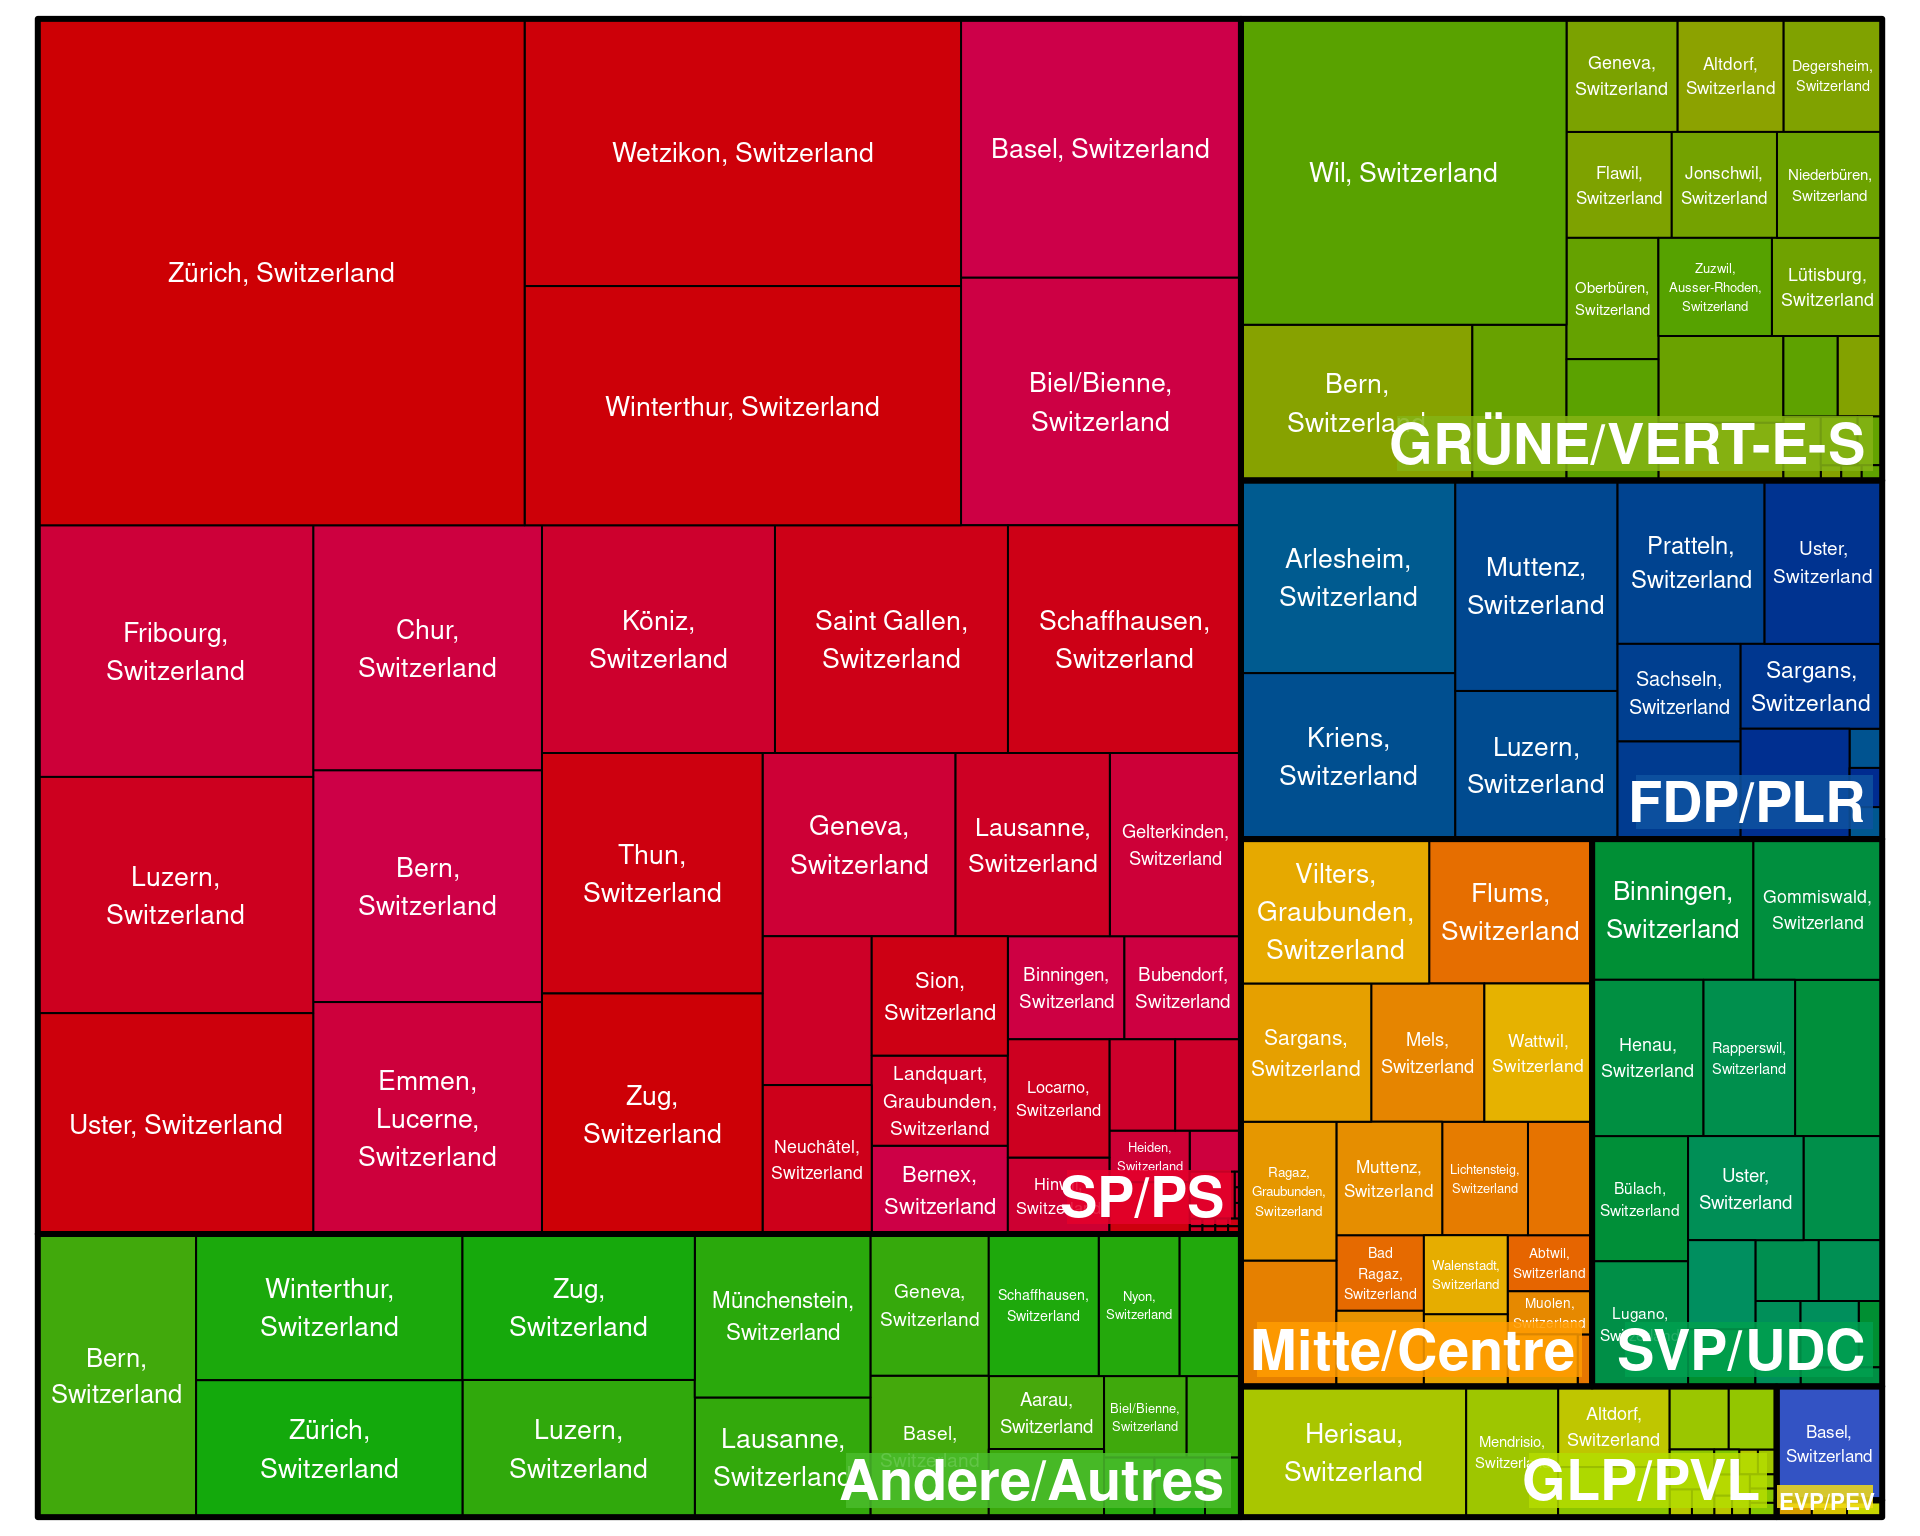 Zürich, Switzerland
Wetzikon, Switzerland
Winterthur, Switzerland
Basel, Switzerland
Biel/Bienne,
Switzerland
Fribourg,
Switzerland
Luzern,
Switzerland
Uster, Switzerland
Chur,
Switzerland
Bern,
Switzerland
Emmen,
Lucerne,
Switzerland
Köniz,
Switzerland
Saint Gallen,
Switzerland
Schaffhausen,
Switzerland
Thun,
Switzerland
Zug,
Switzerland
Geneva,
Switzerland
Lausanne,
Switzerland
Gelterkinden,
Switzerland
Neuchâtel,
Switzerland
Sion,
Switzerland
Landquart,
Graubunden,
Switzerland
Bernex,
Switzerland
Binningen,
Switzerland
Bubendorf,
Switzerland
Locarno,
Switzerland
Heiden,
Switzerland
SP/PS
Bern,
Switzerland
Winterthur,
Switzerland
Zürich,
Switzerland
Zug,
Switzerland
Luzern,
Switzerland
Münchenstein,
Switzerland
Lausanne,
Switzerland
Geneva,
Switzerland
Basel,
Switzerland
Schaffhausen,
Switzerland
Nyon,
Switzerland
Aarau,
Switzerland
Biel/Bienne,
Switzerland
Andere/Autres
Wil, Switzerland
Bern,
Switzerland
Geneva,
Switzerland
Altdorf,
Switzerland
Degersheim,
Switzerland
Flawil,
Switzerland
Jonschwil,
Switzerland
Niederbüren,
Switzerland
Oberbüren,
Switzerland
Zuzwil,
Ausser-Rhoden,
Switzerland
Lütisburg,
Switzerland
GRÜNE/VERT-E-S
Arlesheim,
Switzerland
Kriens,
Switzerland
Muttenz,
Switzerland
Luzern,
Switzerland
Pratteln,
Switzerland
Uster,
Switzerland
Sachseln,
Switzerland
Sargans,
Switzerland
FDP/PLR
Vilters,
Graubunden,
Switzerland
Flums,
Switzerland
Sargans,
Switzerland
Mels,
Switzerland
Wattwil,
Switzerland
Ragaz,
Graubunden,
Switzerland
Muttenz,
Switzerland
Lichtensteig,
Switzerland
Bad
Ragaz,
Switzerland
Walenstadt,
Switzerland
Abtwil,
Switzerland
Muolen,
Switzerland
Mitte/Centre
Binningen,
Switzerland
Gommiswald,
Switzerland
Henau,
Switzerland
Rapperswil,
Switzerland
Bülach,
Switzerland
Uster,
Switzerland
Lugano,
SVP/UDC
Herisau,
Switzerland
Mendrisio,
Switzerland
Altdorf,
Switzerland
GLP/PVL
Basel,
Switzerland
EVP/PEV